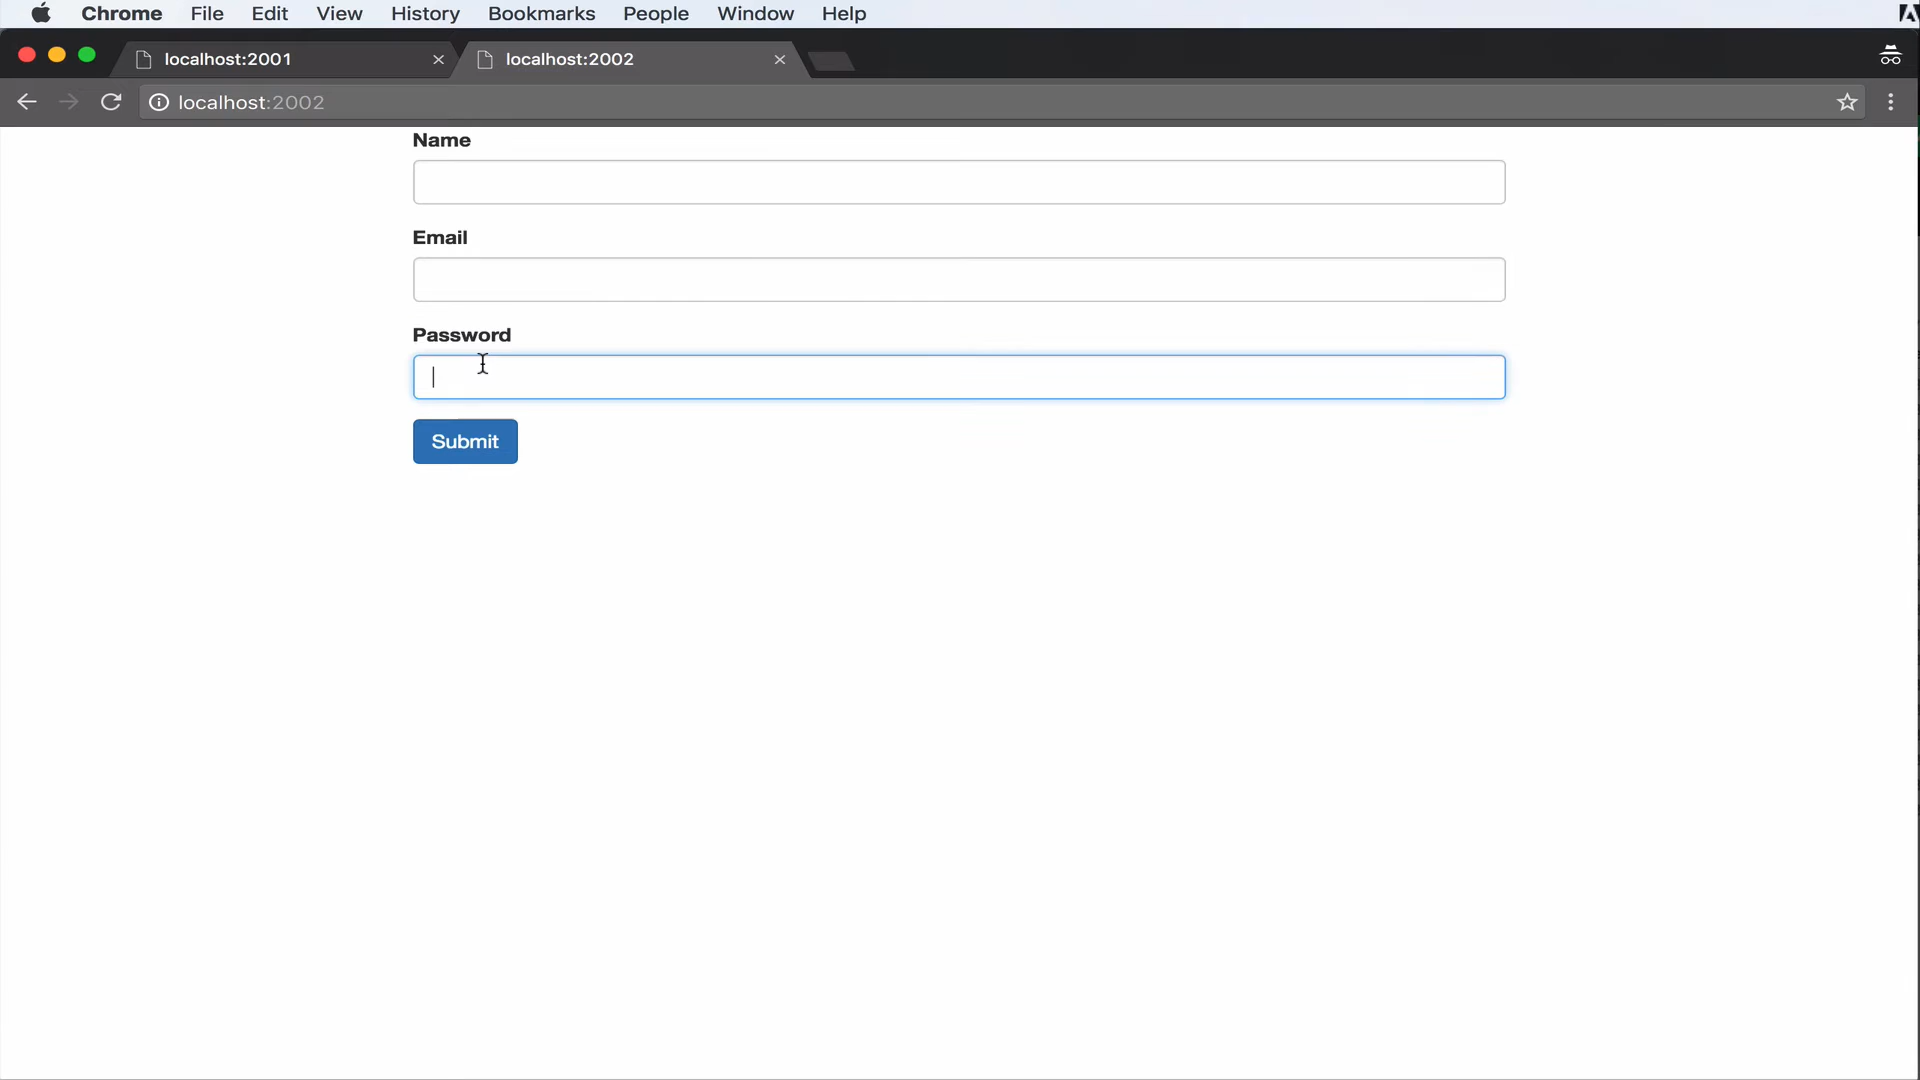 Chrome File Edit View History Bookmarks People Window Help
localhost:2001 localhost:2002
localhost:2002
Name
Email
Password
Submit